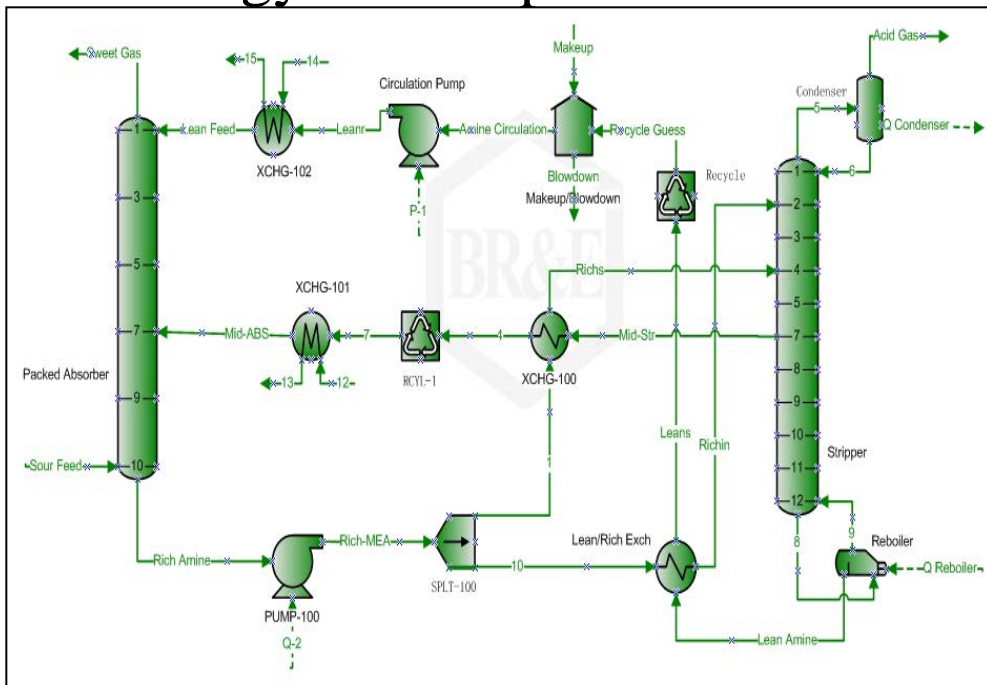 Sweet Gas
15
14
Circulation Pump
Makeup
Acid Gas
Condenser
5
Q Condenser
1
Lean Feed
Leanr
Amine Circulation
Recycle Guess
XCHG-102
Blowdown
Makeup/Blowdown
Recycle
6
1
P-1
2
3
3
BR&E
5
Richs
4
XCHG-101
5
7
Mid-ABS
7
4
Mid-Str
7
13
12
RCYL-1
XCHG-100
8
Packed Absorber
9
9
Leans
Richin
10
1
Sour Feed
10
11
Stripper
12
Rich Amine
Rich-MEA
Lean/Rich Exch
8
9
Reboiler
10
Q Reboiler
SPLT-100
PUMP-100
Q-2
Lean Amine